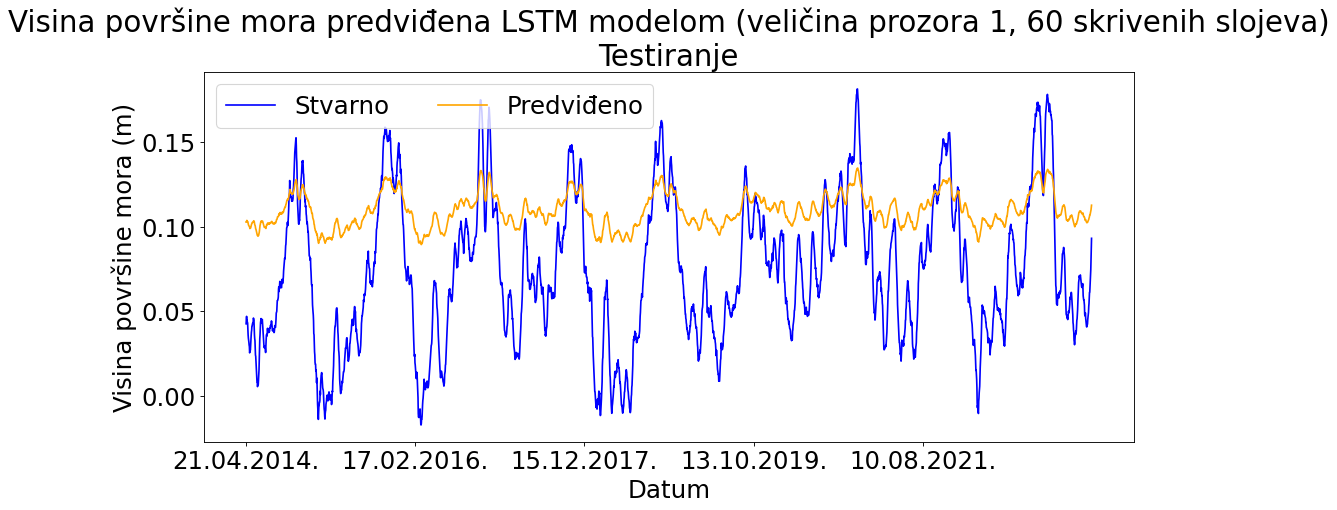 Visina površine mora predviđena LSTM modelom (veličina prozora 1, 60 skrivenih slojeva)
Testiranje
Stvarno Predviđeno
Visina površine mora (m)
0.15
0.10
0.05
0.00
21.04.2014. 17.02.2016. 15.12.2017. 13.10.2019. 10.08.2021.
Datum